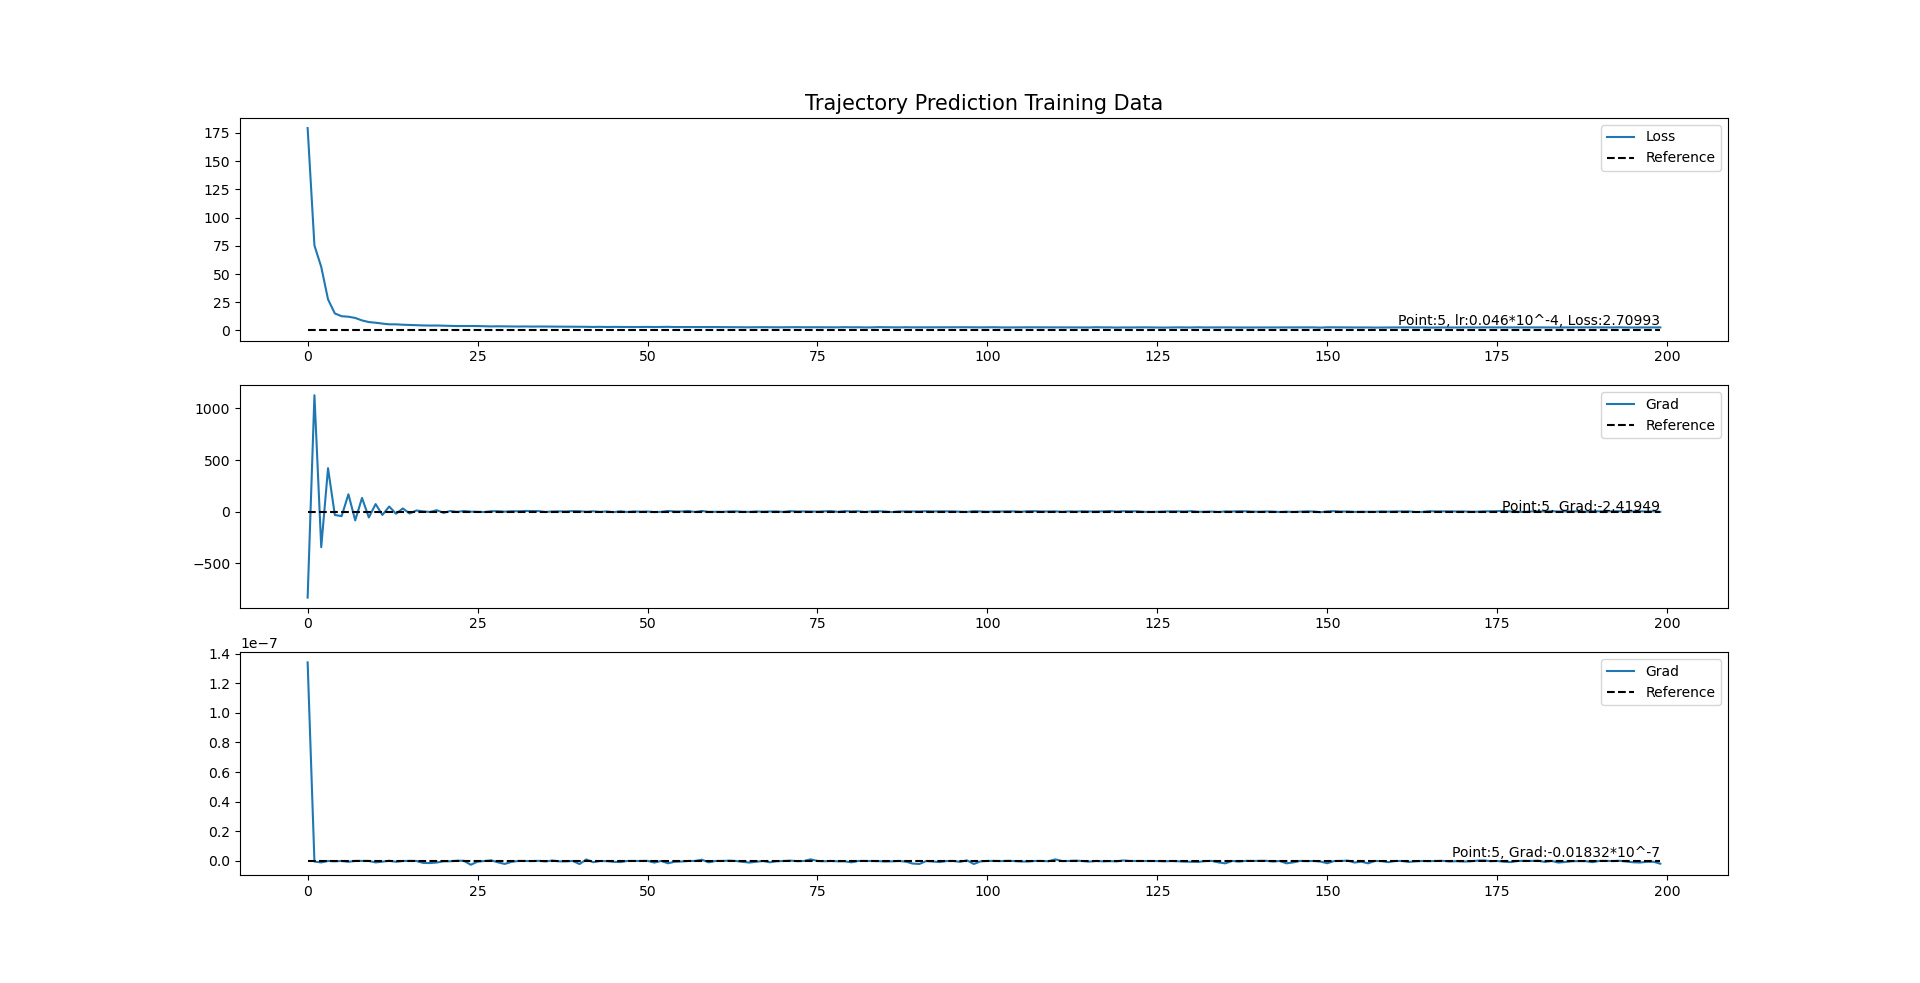 Trajectory Prediction Training Data
175
150
125
100
75
50
25
0
Loss
Reference
Point:5, lr:0.046*10^-4, Loss:2.70993
0 25 50 75 100 125 150 175 200
1000
500
0
−500
Grad
Reference
Point:5, Grad:-2.41949
0 25 50 75 100 125 150 175 200
1e−7
1.4
1.2
1.0
0.8
0.6
0.4
0.2
0.0
Grad
Reference
Point:5, Grad:-0.01832*10^-7
0 25 50 75 100 125 150 175 200